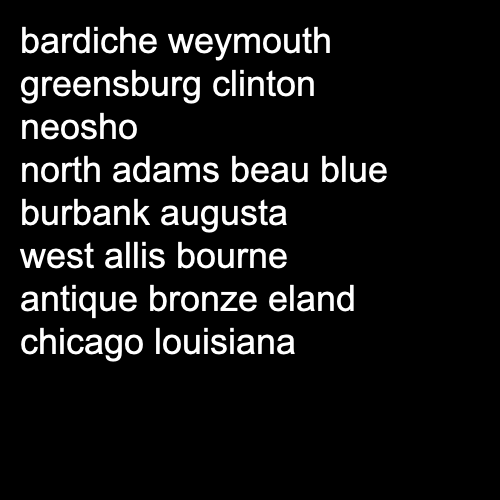 bardiche weymouth
greensburg clinton
neosho
north adams beau blue
burbank augusta
west allis bourne
antique bronze eland
chicago louisiana